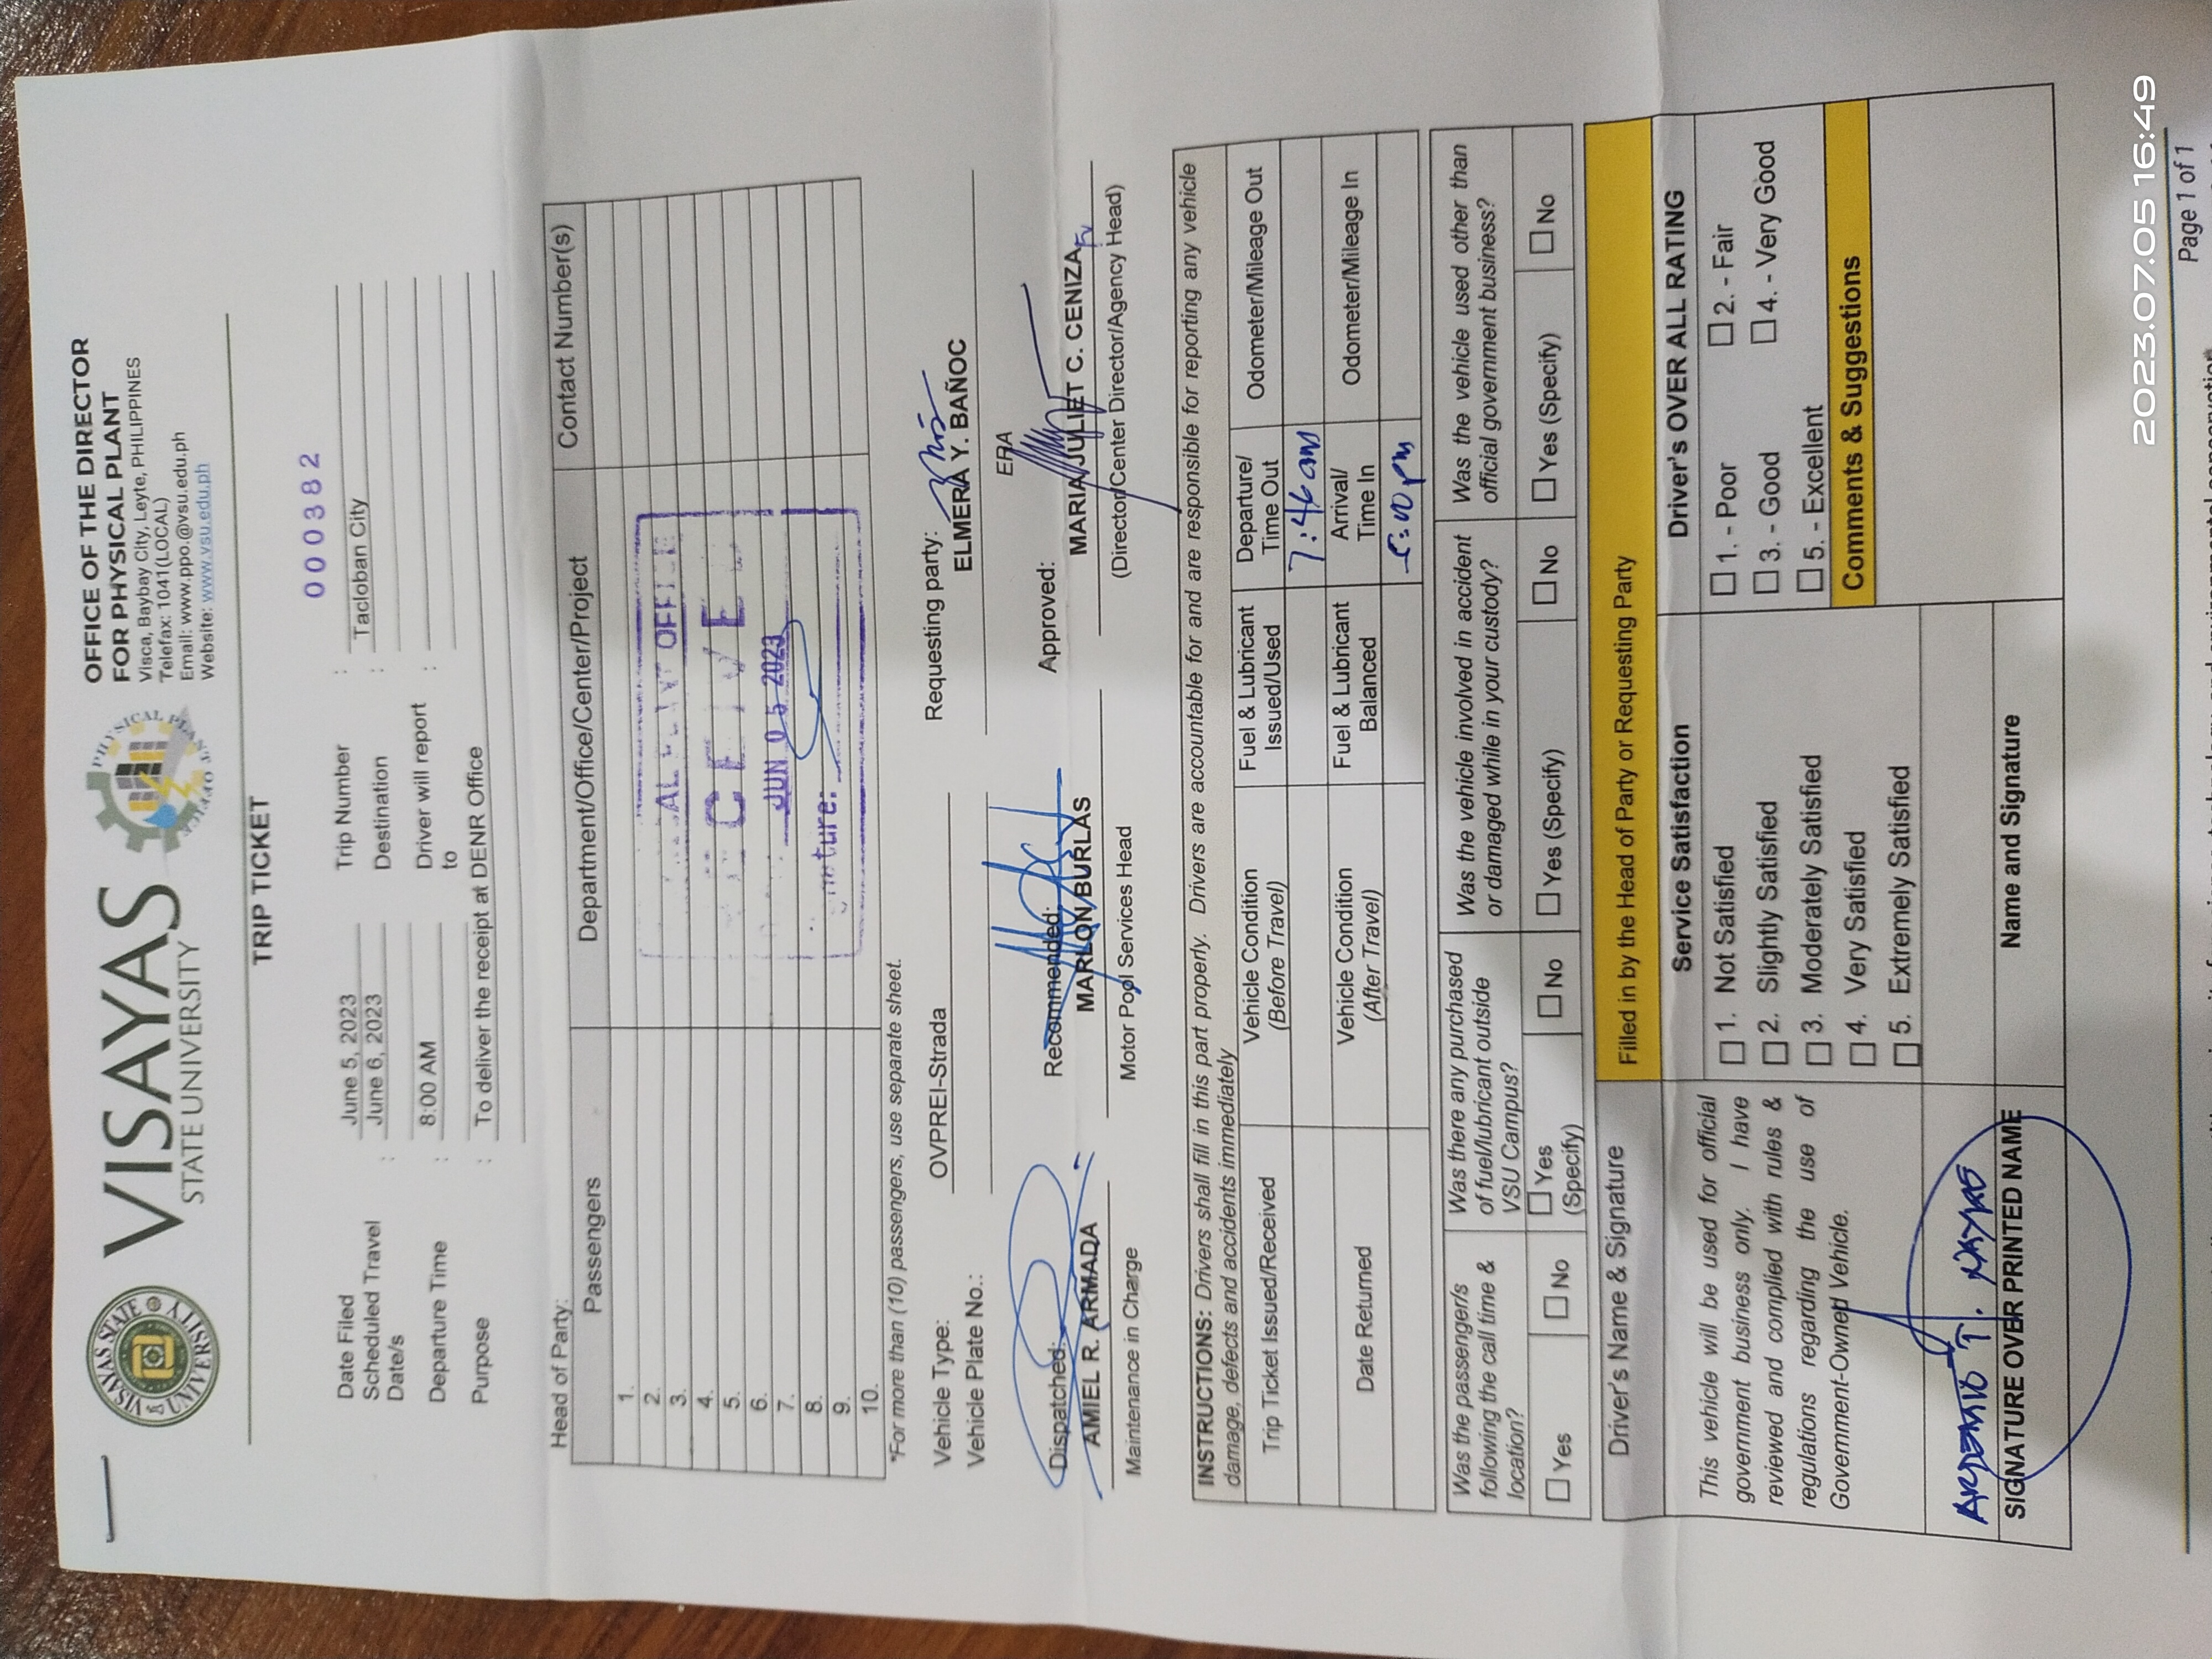 VISAYAS
STATE UNIVERSITY
OFFICE OF THE DIRECTOR
FOR PHYSICAL PLANT
Visca, Baybay City, Leyte, PHILIPPINES
Telefax: 1041(LOCAL)
Email: www.ppo.@vsu.edu.ph
Website: www.vsu.edu.ph
TRIP TICKET
000382
Date Filed June 5, 2023 Trip Number :
Scheduled Travel Date/s : June 6, 2023 Destination : Tacloban City
Departure Time : 8:00 AM Driver will report to :
Purpose : To deliver the receipt at DENR Office
Head of Party:
Passengers Department/Office/Center/Project Contact Number(s)
1.
2.
3.
4.
5.
6.
7.
8.
9.
10.
JUN 05 2023
*For more than (10) passengers, use separate sheet.
Vehicle Type: OVPREI-Strada Requesting party:
Vehicle Plate No.: ELMERA Y. BAÑOC
ERA
Dispatched: Recommended: Approved:
AMIEL R. ARMADA MARLON BURLAS MARIA JULIET C. CENIZA
Maintenance in Charge Motor Pool Services Head (Director/Center Director/Agency Head)
INSTRUCTIONS: Drivers shall fill in this part properly. Drivers are accountable for and are responsible for reporting any vehicle
damage, defects and accidents immediately
Trip Ticket Issued/Received Vehicle Condition (Before Travel) Fuel & Lubricant Issued/Used Departure/ Time Out Odometer/Mileage Out
7:46 am
Date Returned Vehicle Condition (After Travel) Fuel & Lubricant Balanced Arrival/ Time In Odometer/Mileage In
5:00 pm
Was the passenger/s following the call time & location? Was there any purchased of fuel/lubricant outside VSU Campus? Was the vehicle involved in accident or damaged while in your custody? Was the vehicle used other than official government business?
Yes No Yes (Specify) No Yes (Specify) No Yes (Specify) No
Driver's Name & Signature Filled in by the Head of Party or Requesting Party
This vehicle will be used for official
government business only. I have
reviewed and complied with rules &
regulations regarding the use of
Government-Owned Vehicle.
SIGNATURE OVER PRINTED NAME
Service Satisfaction
1. Not Satisfied
2. Slightly Satisfied
3. Moderately Satisfied
4. Very Satisfied
5. Extremely Satisfied
Name and Signature
Driver's OVER ALL RATING
1. - Poor 2. - Fair
3. - Good 4. - Very Good
5. - Excellent
Comments & Suggestions
Page 1 of 1
2023.07.05 16:49